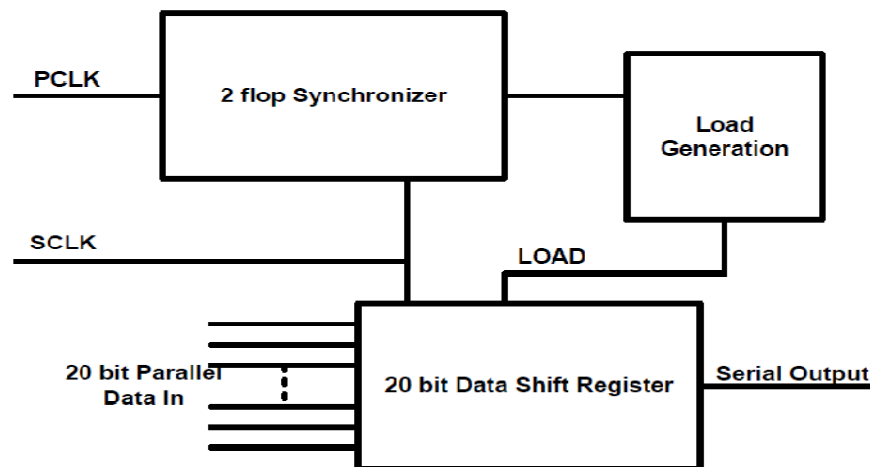 PCLK
2 flop Synchronizer
Load
Generation
SCLK
LOAD
20 bit Parallel
Data In
20 bit Data Shift Register
Serial Output